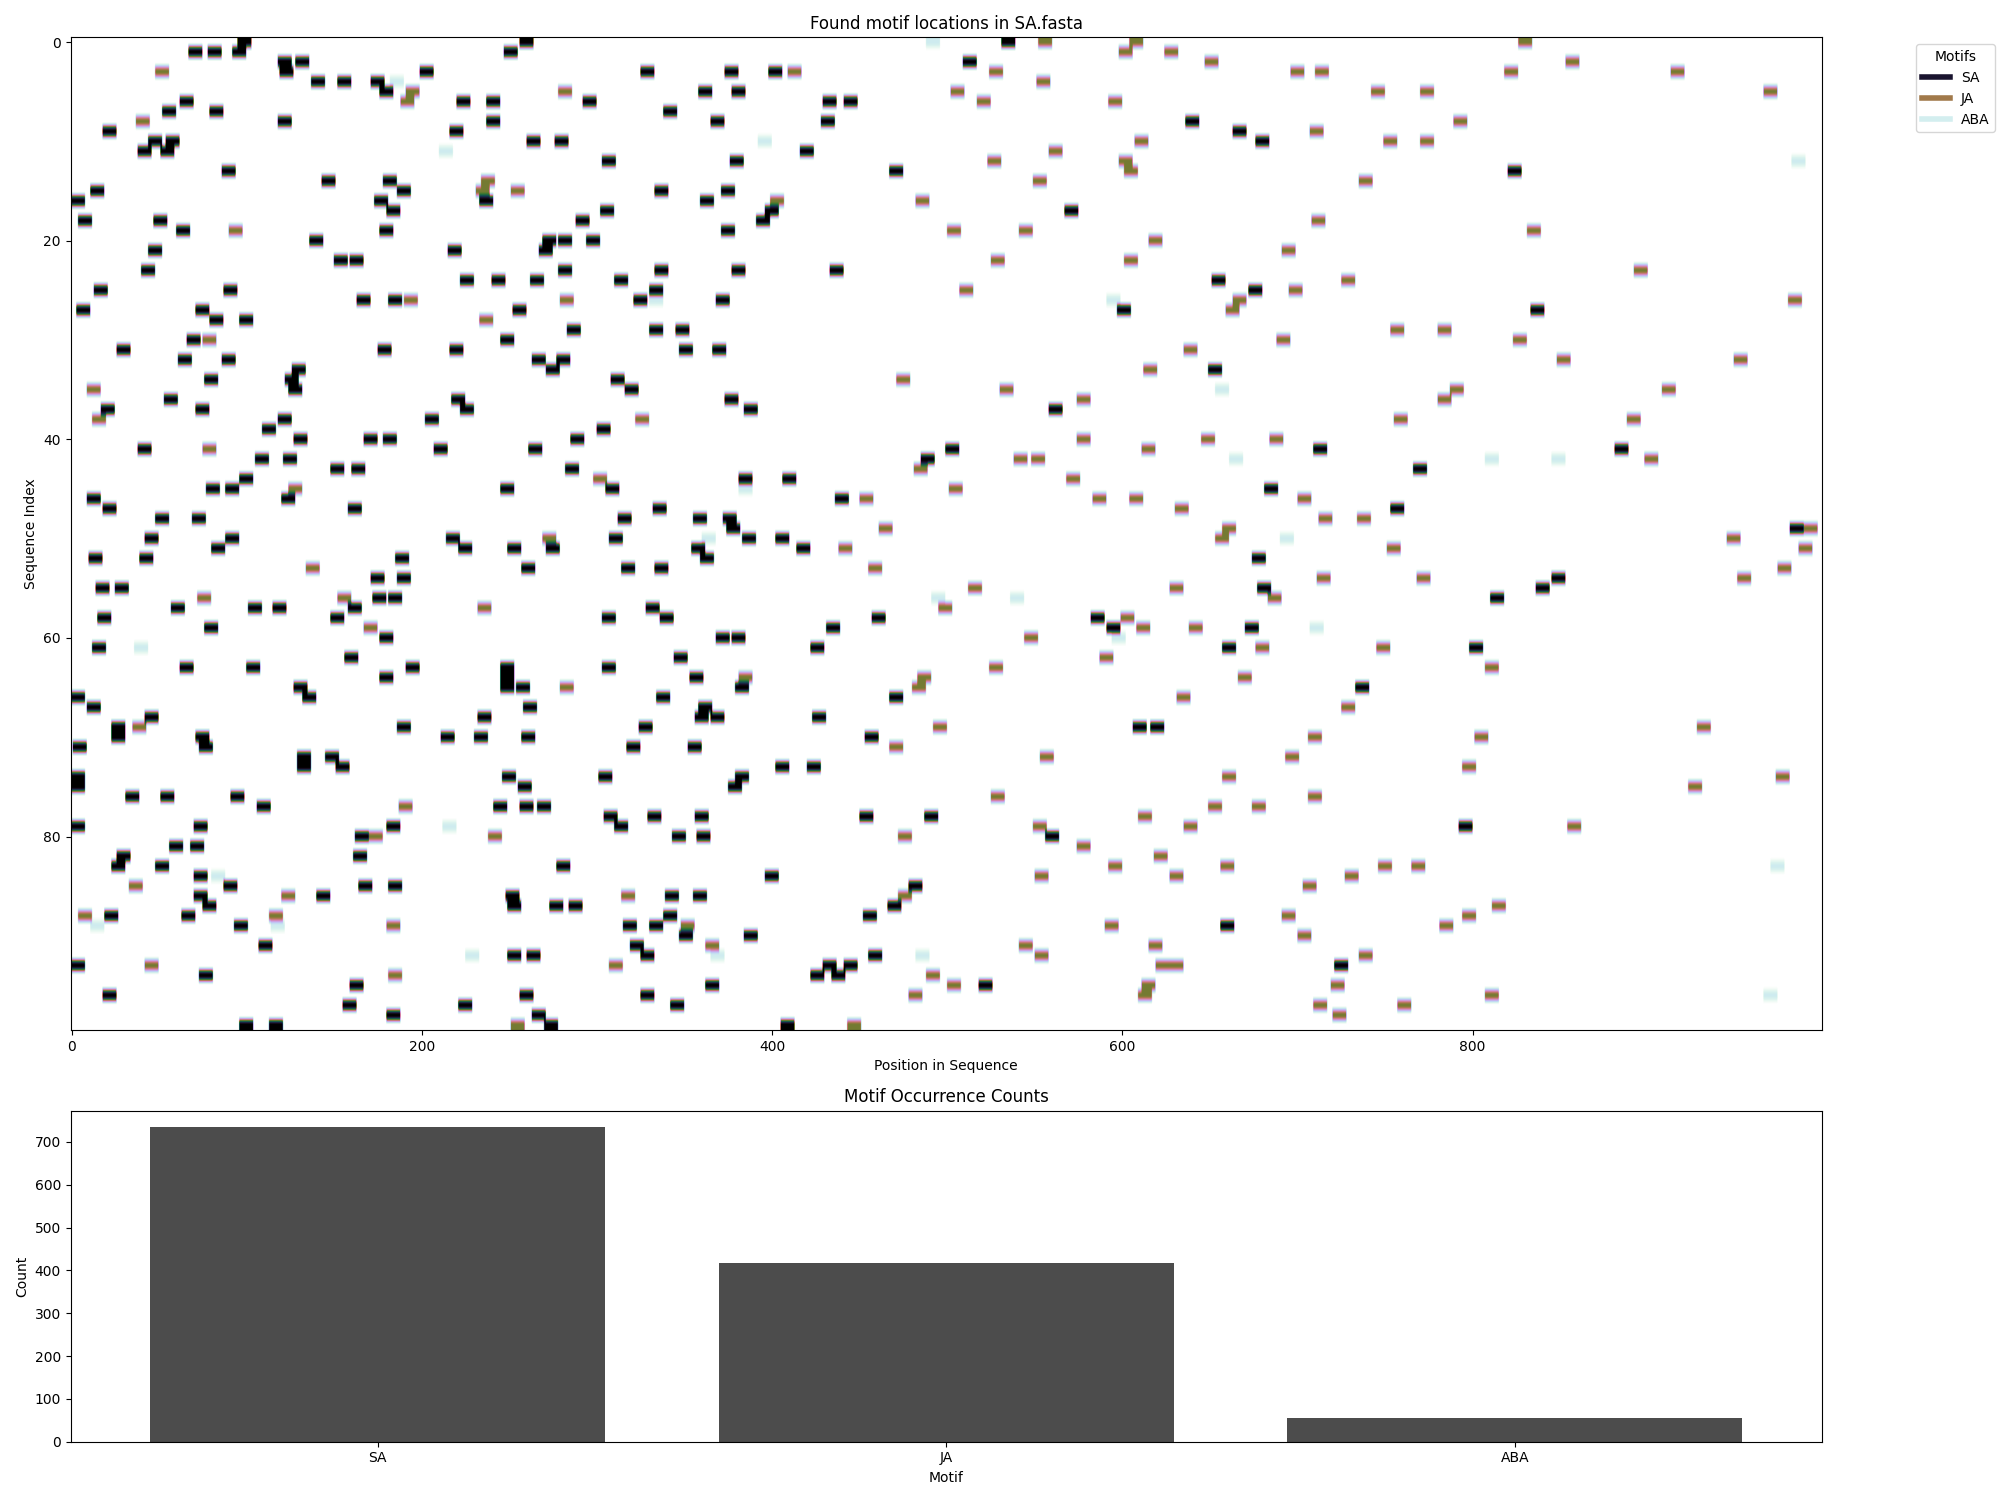 Found motif locations in SA.fasta
Motifs
SA
JA
ABA
Sequence Index
0
20
40
60
80
0 200 400 600 800
Position in Sequence
Motif Occurrence Counts
Count
700
600
500
400
300
200
100
0
SA JA ABA
Motif